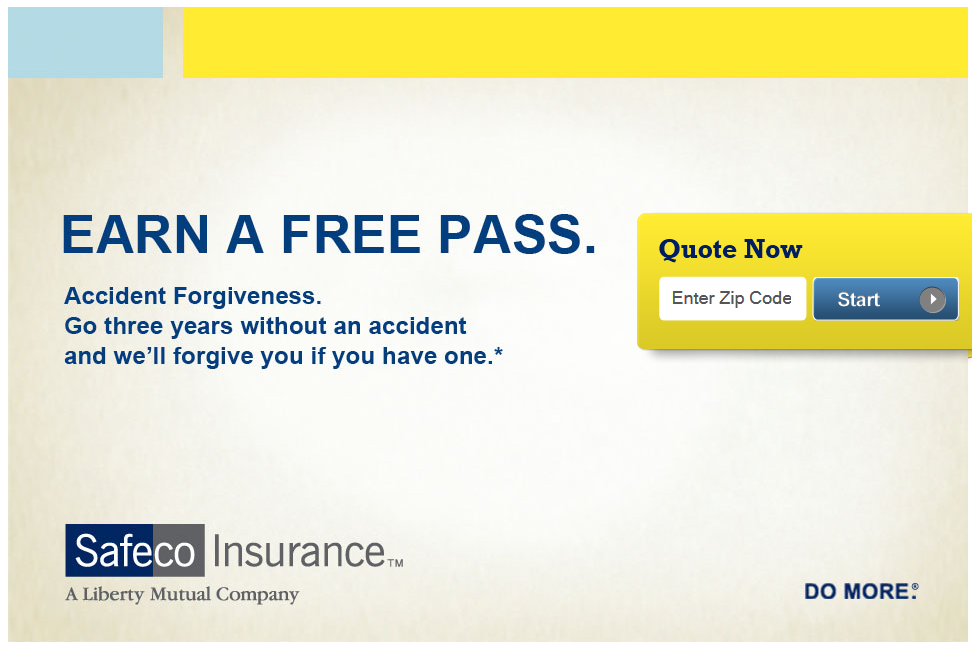 EARN A FREE PASS.
Accident Forgiveness.
Go three years without an accident
and we'll forgive you if you have one.*
Quote Now
Enter Zip Code
Start
Safeco Insurance™
A Liberty Mutual Company
DO MORE.®